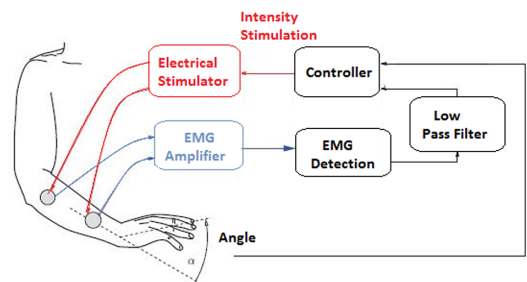 Intensity
Stimulation
Electrical
Stimulator
Controller
EMG
Amplifier
EMG
Detection
Low
Pass Filter
Angle
α